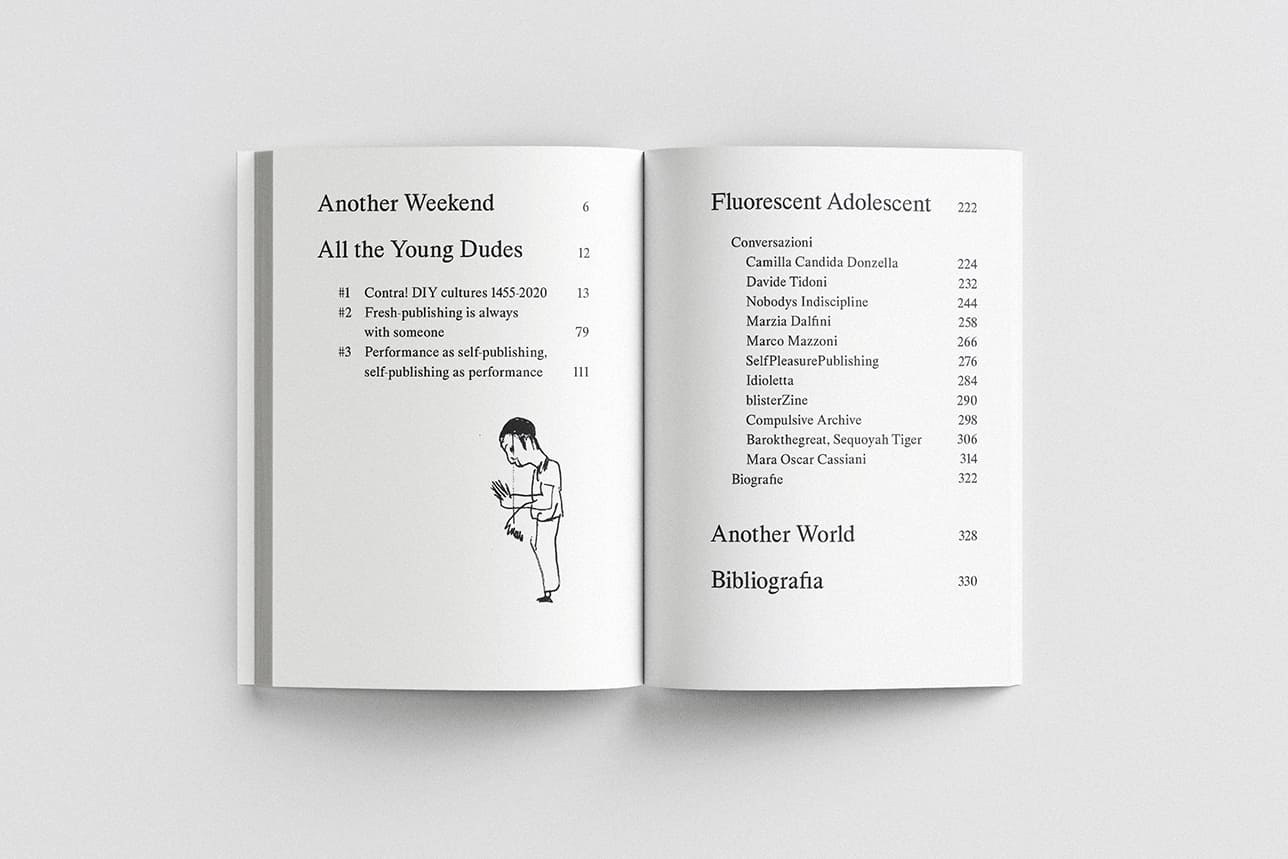 Another Weekend 6
All the Young Dudes 12
#1 Contra! DIY cultures 1455-2020 13
#2 Fresh-publishing is always
with someone 79
#3 Performance as self-publishing,
self-publishing as performance 111
Fluorescent Adolescent 222
Conversazioni
Camilla Candida Donzella 224
Davide Tidoni 232
Nobodys Indiscipline 244
Marzia Dalfini 258
Marco Mazzoni 266
SelfPleasurePublishing 276
Idioletta 284
blisterZine 290
Compulsive Archive 298
Barokthegreat, Sequoyah Tiger 306
Mara Oscar Cassiani 314
Biografie 322
Another World 328
Bibliografia 330